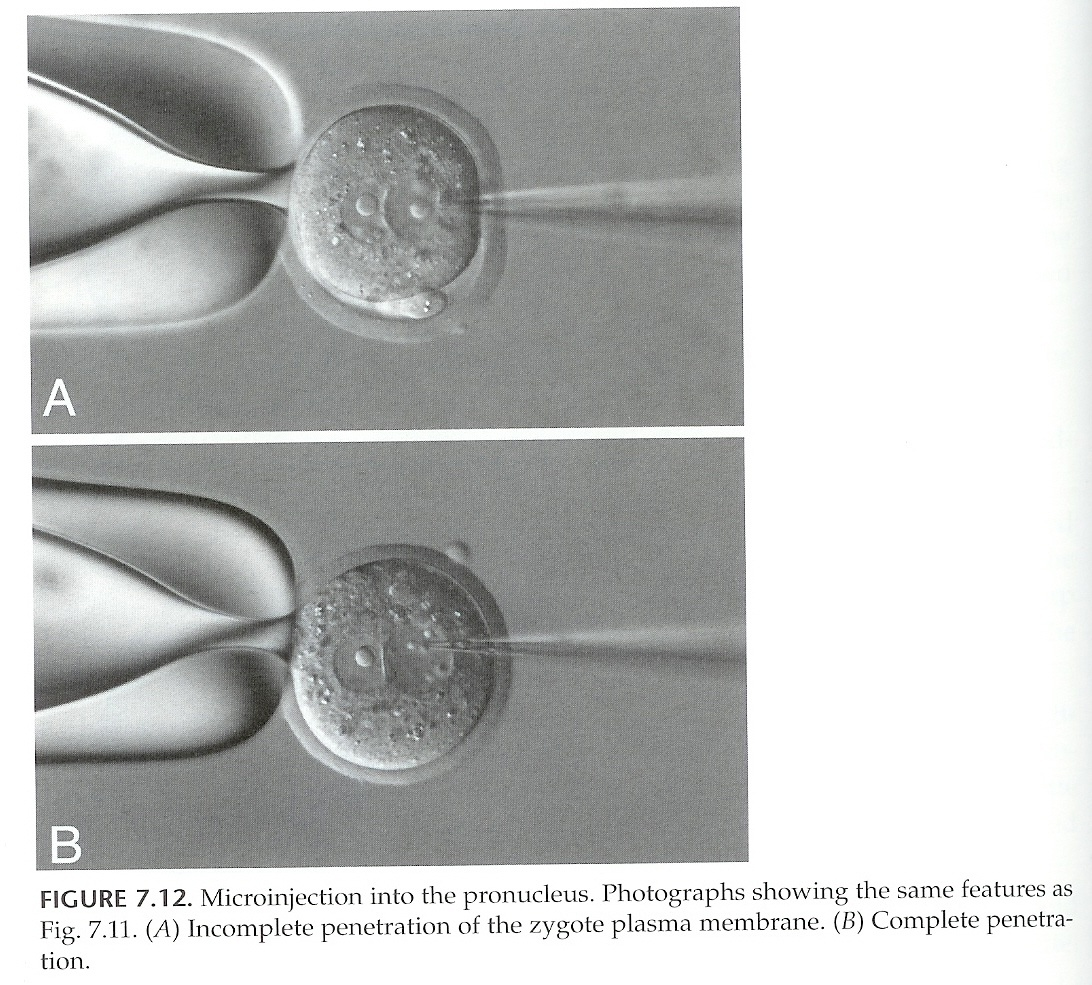 A
B
FIGURE 7.12. Microinjection into the pronucleus. Photographs showing the same features as
Fig. 7.11. (A) Incomplete penetration of the zygote plasma membrane. (B) Complete penetra-
tion.